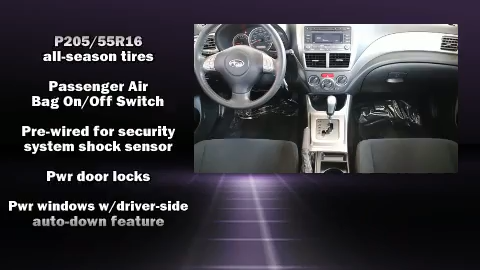 P205/55R16
all-season tires
Passenger Air
Bag On/Off Switch
Pre-wired for security
system shock sensor
Pwr door locks
Pwr windows w/driver-side
auto-down feature